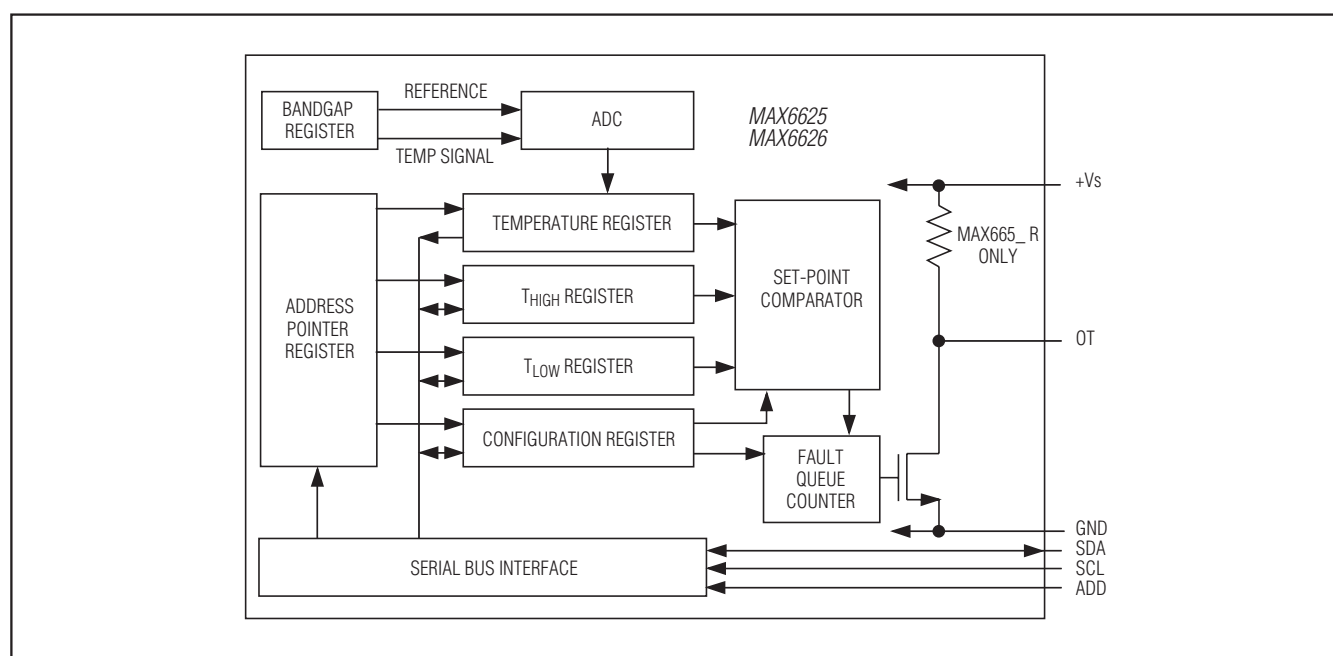 REFERENCE
BANDGAP
REGISTER
ADC
TEMP SIGNAL
MAX6625
MAX6626
+Vs
TEMPERATURE REGISTER
MAX665_ R
ONLY
SET-POINT
COMPARATOR
THIGH REGISTER
ADDRESS
POINTER
REGISTER
OT
TLOW REGISTER
CONFIGURATION REGISTER
FAULT
QUEUE
COUNTER
GND
SDA
SERIAL BUS INTERFACE
SCL
ADD